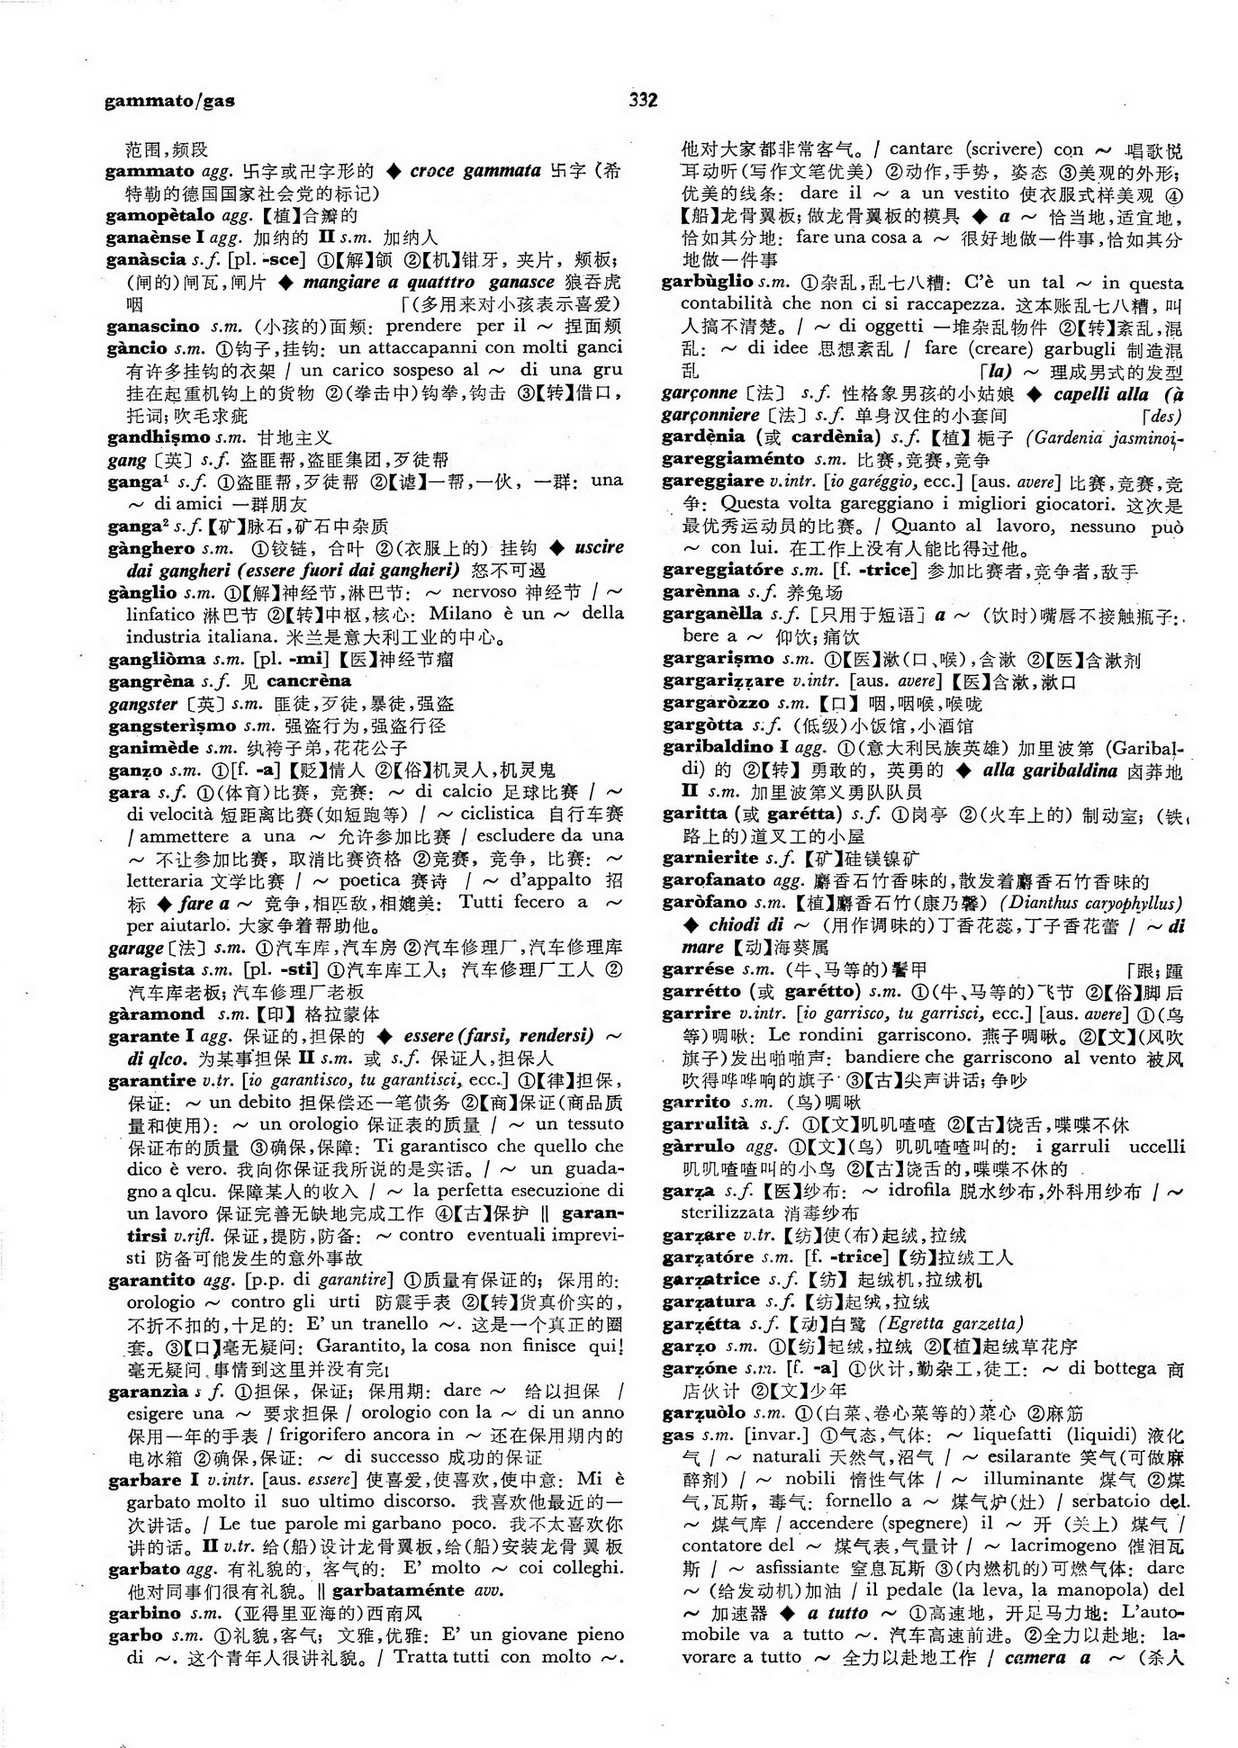 gammato/gas
332
范围,频段
gammato agg. 卐字或卍字形的 ◆ croce gammata 卐字 (希
特勒的德国国家社会党的标记)
gamopètalo agg.【植】合瓣的
ganaènse I agg. 加纳的 II s.m. 加纳人
ganàscia s.f. [pl. -sce] ①【解】颌 ②【机】钳牙, 夹片, 颊板;
(闸的)闸瓦,闸片 ◆ mangiare a quatttro ganasce 狼吞虎
咽 「(多用来对小孩表示喜爱)
ganascino s.m. (小孩的)面颊: prendere per il ～ 捏面颊
gàncio s.m. ①钩子,挂钩: un attaccapanni con molti ganci
有许多挂钩的衣架 / un carico sospeso al ～ di una gru
挂在起重机钩上的货物 ②(拳击中)钩拳,钩击 ③【转】借口,
托词;吹毛求疵
gandhiṣmo s.m. 甘地主义
gang〔英〕s.f. 盗匪帮,盗匪集团,歹徒帮
ganga¹ s.f. ①盗匪帮,歹徒帮 ②【谑】一帮,一伙, 一群: una
～ di amici 一群朋友
ganga² s.f.【矿】脉石,矿石中杂质
gànghero s.m. ①铰链, 合叶 ②(衣服上的) 挂钩 ◆ uscire
dai gangheri (essere fuori dai gangheri) 怒不可遏
gànglio s.m. ①【解】神经节,淋巴节: ～ nervoso 神经节 / ～
linfatico 淋巴节 ②【转】中枢,核心: Milano è un ～ della
industria italiana. 米兰是意大利工业的中心。
gangliòma s.m. [pl. -mi]【医】神经节瘤
gangrèna s.f. 见 cancrèna
gangster〔英〕s.m. 匪徒,歹徒,暴徒,强盗
gangsterìṣmo s.m. 强盗行为,强盗行径
ganimède s.m. 纨袴子弟,花花公子
ganẓo s.m. ①[f. -a]【贬】情人 ②【俗】机灵人,机灵鬼
gara s.f. ①(体育)比赛, 竞赛: ～ di calcio 足球比赛 / ～
di velocità 短距离比赛(如短跑等) / ～ ciclistica 自行车赛
/ ammettere a una ～ 允许参加比赛 / escludere da una
～ 不让参加比赛, 取消比赛资格 ②竞赛, 竞争, 比赛: ～
letteraria 文学比赛 / ～ poetica 赛诗 / ～ d'appalto 招
标 ◆ fare a ～ 竞争,相匹敌,相媲美: Tutti fecero a ～
per aiutarlo. 大家争着帮助他。
garage〔法〕s.m. ①汽车库,汽车房 ②汽车修理厂,汽车修理库
garagista s.m. [pl. -sti] ①汽车库工人; 汽车修理厂工人 ②
汽车库老板;汽车修理厂老板
gàramond s.m.【印】格拉蒙体
garante I agg. 保证的,担保的 ◆ essere (farsi, rendersi) ～
di qlco. 为某事担保 II s.m. 或 s.f. 保证人,担保人
garantire v.tr. [io garantisco, tu garantisci, ecc.] ①【律】担保,
保证: ～ un debito 担保偿还一笔债务 ②【商】保证(商品质
量和使用): ～ un orologio 保证表的质量 / ～ un tessuto
保证布的质量 ③确保,保障: Ti garantisco che quello che
dico è vero. 我向你保证我所说的是实话。/ ～ un guada-
gno a qlcu. 保障某人的收入 / ～ la perfetta esecuzione di
un lavoro 保证完善无缺地完成工作 ④【古】保护 ‖ garan-
tirsi v.rifl. 保证,提防,防备: ～ contro eventuali imprevi-
sti 防备可能发生的意外事故
garantito agg. [p.p. di garantire] ①质量有保证的; 保用的:
orologio ～ contro gli urti 防震手表 ②【转】货真价实的,
不折不扣的,十足的: E' un tranello ～. 这是一个真正的圈
套。③【口】毫无疑问: Garantito, la cosa non finisce qui!
毫无疑问,事情到这里并没有完!
garanzìa s f. ①担保, 保证; 保用期: dare ～ 给以担保 /
esigere una ～ 要求担保 / orologio con la ～ di un anno
保用一年的手表 / frigorifero ancora in ～ 还在保用期内的
电冰箱 ②确保,保证: ～ di successo 成功的保证
garbare I v.intr. [aus. essere] 使喜爱,使喜欢,使中意: Mi è
garbato molto il suo ultimo discorso. 我喜欢他最近的一
次讲话。/ Le tue parole mi garbano poco. 我不太喜欢你
讲的话。II v.tr. 给(船)设计龙骨翼板,给(船)安装龙骨翼板
garbato agg. 有礼貌的, 客气的: E' molto ～ coi colleghi.
他对同事们很有礼貌。‖ garbataménte avv.
garbino s.m. (亚得里亚海的)西南风
garbo s.m. ①礼貌,客气; 文雅,优雅: E' un giovane pieno
di ～. 这个青年人很讲礼貌。/ Tratta tutti con molto ～.
他对大家都非常客气。/ cantare (scrivere) con ～ 唱歌悦
耳动听(写作文笔优美) ②动作,手势, 姿态 ③美观的外形;
优美的线条: dare il ～ a un vestito 使衣服式样美观 ④
【船】龙骨翼板;做龙骨翼板的模具 ◆ a ～ 恰当地,适宜地,
恰如其分地: fare una cosa a ～ 很好地做一件事,恰如其分
地做一件事
garbùglio s.m. ①杂乱,乱七八糟: C'è un tal ～ in questa
contabilità che non ci si raccapezza. 这本账乱七八糟, 叫
人搞不清楚。/ ～ di oggetti 一堆杂乱物件 ②【转】紊乱,混
乱: ～ di idee 思想紊乱 / fare (creare) garbugli 制造混
乱 「la) ～ 理成男式的发型
garçonne〔法〕s.f. 性格象男孩的小姑娘 ◆ capelli alla (à
garçonniere〔法〕s.f. 单身汉住的小套间 「des)
gardènia (或 cardènia) s.f.【植】栀子 (Gardenia jasminoi-
gareggiaménto s.m. 比赛,竞赛,竞争
gareggiare v.intr. [io garéggio, ecc.] [aus. avere] 比赛,竞赛,竞
争: Questa volta gareggiano i migliori giocatori. 这次是
最优秀运动员的比赛。/ Quanto al lavoro, nessuno può
～ con lui. 在工作上没有人能比得过他。
gareggiatóre s.m. [f. -trice] 参加比赛者,竞争者,敌手
garènna s.f. 养兔场
garganèlla s.f. [只用于短语] a ～ (饮时)嘴唇不接触瓶子:
bere a ～ 仰饮;痛饮
gargariṣmo s.m. ①【医】漱(口、喉),含漱 ②【医】含漱剂
gargariẓẓare v.intr. [aus. avere]【医】含漱,漱口
gargaròzzo s.m.【口】咽,咽喉,喉咙
gargòtta s.f. (低级)小饭馆,小酒馆
garibaldino I agg. ①(意大利民族英雄) 加里波第 (Garibal-
di) 的 ②【转】勇敢的, 英勇的 ◆ alla garibaldina 卤莽地
II s.m. 加里波第义勇队队员
garitta (或 garétta) s.f. ①岗亭 ②(火车上的) 制动室; (铁
路上的)道叉工的小屋
garnierite s.f.【矿】硅镁镍矿
garofanato agg. 麝香石竹香味的,散发着麝香石竹香味的
garòfano s.m.【植】麝香石竹(康乃馨) (Dianthus caryophyllus)
◆ chiodi di ～ (用作调味的)丁香花蕊,丁子香花蕾 / ～ di
mare【动】海葵属
garrése s.m. (牛、马等的)鬐甲 「跟;踵
garrétto (或 garétto) s.m. ①(牛、马等的)飞节 ②【俗】脚后
garrire v.intr. [io garrisco, tu garrisci, ecc.] [aus. avere] ①(鸟
等)啁啾: Le rondini garriscono. 燕子啁啾。②【文】(风吹
旗子)发出啪啪声: bandiere che garriscono al vento 被风
吹得哗哗响的旗子 ③【古】尖声讲话;争吵
garrito s.m. (鸟)啁啾
garrulità s.f. ①【文】叽叽喳喳 ②【古】饶舌,喋喋不休
gàrrulo agg. ①【文】(鸟) 叽叽喳喳叫的: i garruli uccelli
叽叽喳喳叫的小鸟 ②【古】饶舌的,喋喋不休的
garẓa s.f.【医】纱布: ～ idrofila 脱水纱布,外科用纱布 / ～
sterilizzata 消毒纱布
garẓare v.tr.【纺】使(布)起绒,拉绒
garẓatóre s.m. [f. -trice]【纺】拉绒工人
garẓatrice s.f.【纺】起绒机,拉绒机
garẓatura s.f.【纺】起绒,拉绒
garẓétta s.f.【动】白鹭 (Egretta garzetta)
garẓo s.m. ①【纺】起绒,拉绒 ②【植】起绒草花序
garẓóne s.m. [f. -a] ①伙计,勤杂工,徒工: ～ di bottega 商
店伙计 ②【文】少年
garẓuòlo s.m. ①(白菜、卷心菜等的)菜心 ②麻筋
gas s.m. [invar.] ①气态,气体: ～ liquefatti (liquidi) 液化
气 / ～ naturali 天然气,沼气 / ～ esilarante 笑气(可做麻
醉剂) / ～ nobili 惰性气体 / ～ illuminante 煤气 ②煤
气,瓦斯, 毒气: fornello a ～ 煤气炉(灶) / serbatoio del
～ 煤气库 / accendere (spegnere) il ～ 开 (关上) 煤气 /
contatore del ～ 煤气表,气量计 / ～ lacrimogeno 催泪瓦
斯 / ～ asfissiante 窒息瓦斯 ③(内燃机的)可燃气体: dare
～ (给发动机)加油 / il pedale (la leva, la manopola) del
～ 加速器 ◆ a tutto ～ ①高速地, 开足马力地: L'auto-
mobile va a tutto ～. 汽车高速前进。②全力以赴地: la-
vorare a tutto ～ 全力以赴地工作 / camera a ～ (杀人